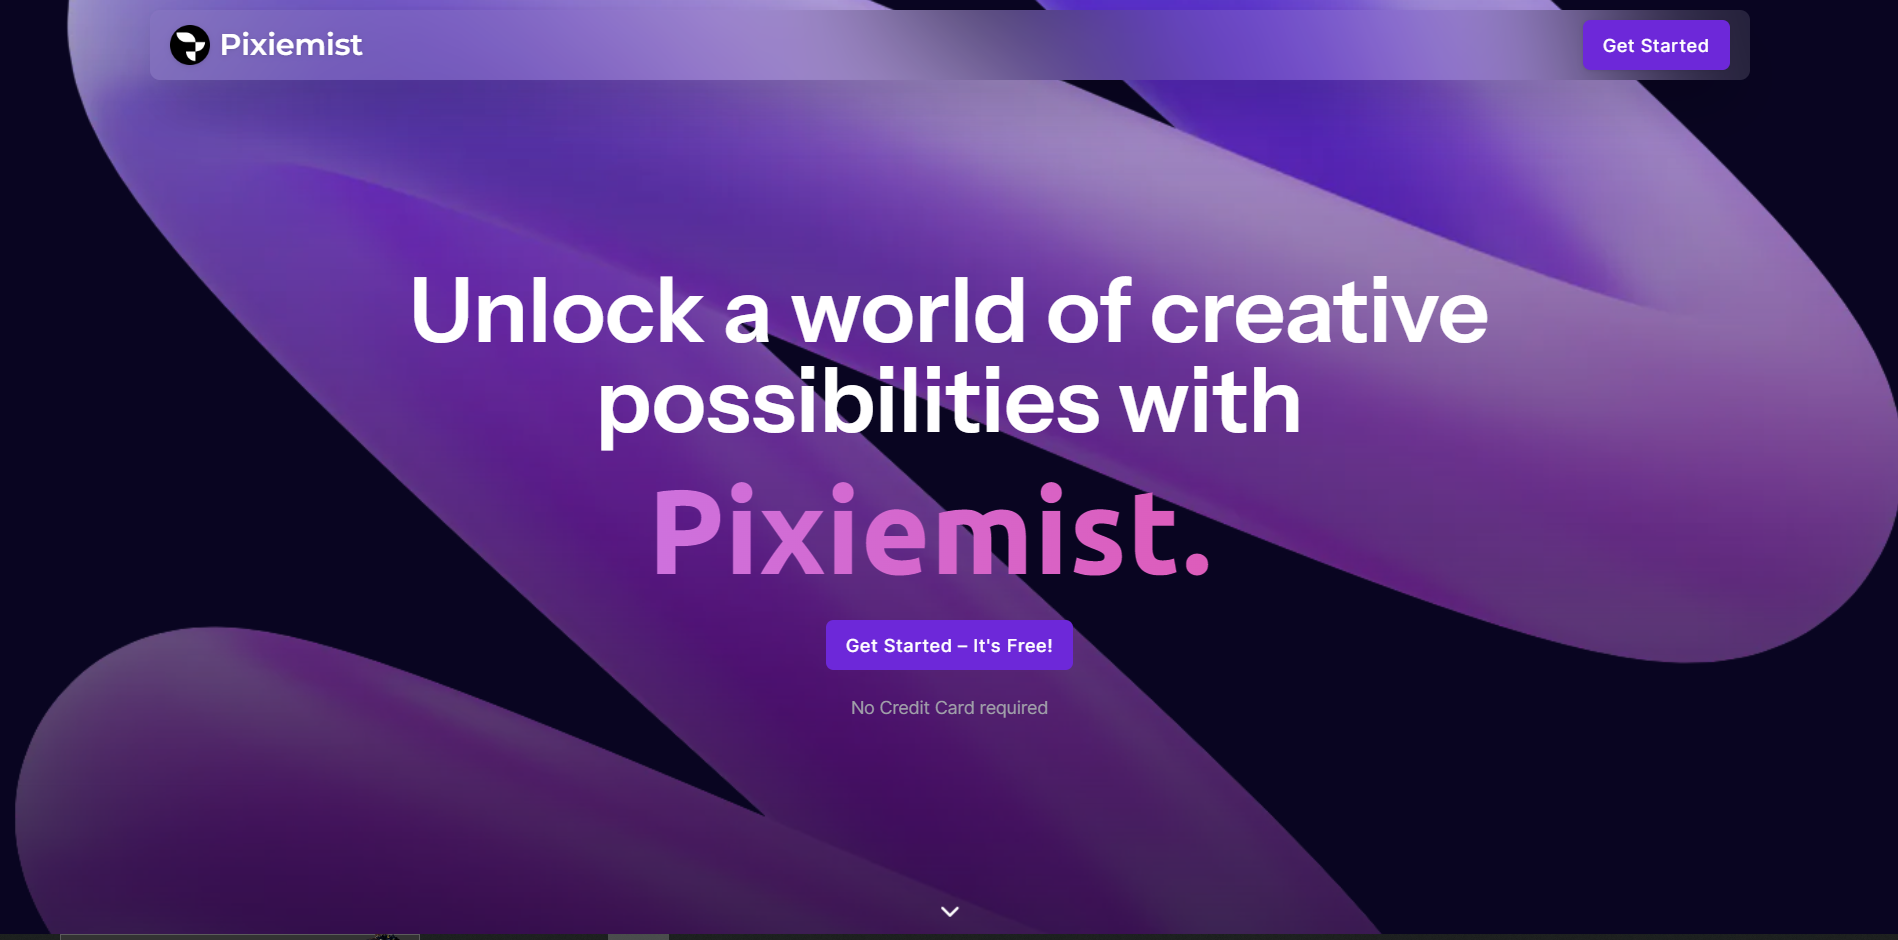 Pixiemist
Get Started
Unlock a world of creative
possibilities with
Pixiemist.
Get Started – It's Free!
No Credit Card required